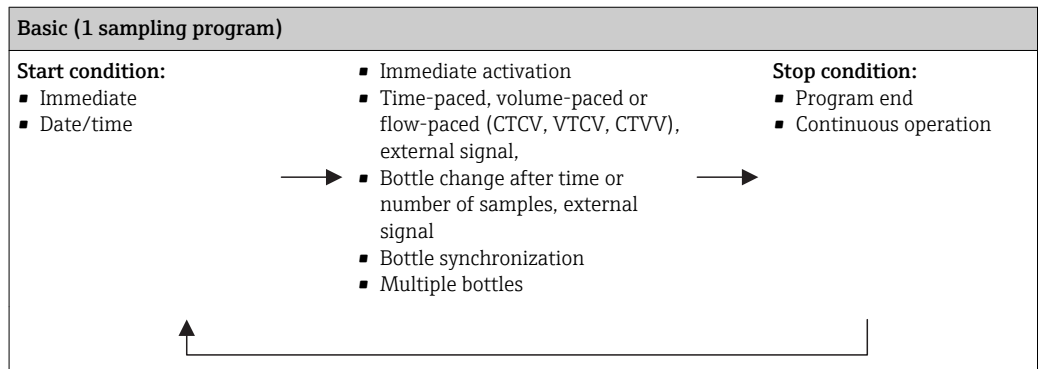 Basic (1 sampling program)
Start condition:
▪ Immediate
▪ Date/time
▪ Immediate activation
▪ Time-paced, volume-paced or
flow-paced (CTCV, VTCV, CTVV),
external signal,
▪ Bottle change after time or
number of samples, external
signal
▪ Bottle synchronization
▪ Multiple bottles
Stop condition:
▪ Program end
▪ Continuous operation